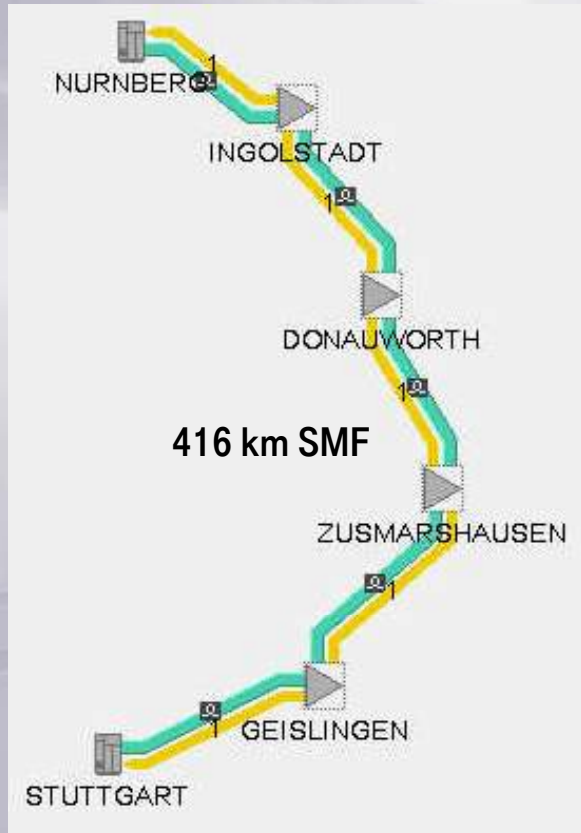 NURNBERG
1
INGOLSTADT
1
DONAUWORTH
1
416 km SMF
ZUSMARSHAUSEN
1
GEISLINGEN
1
STUTTGART